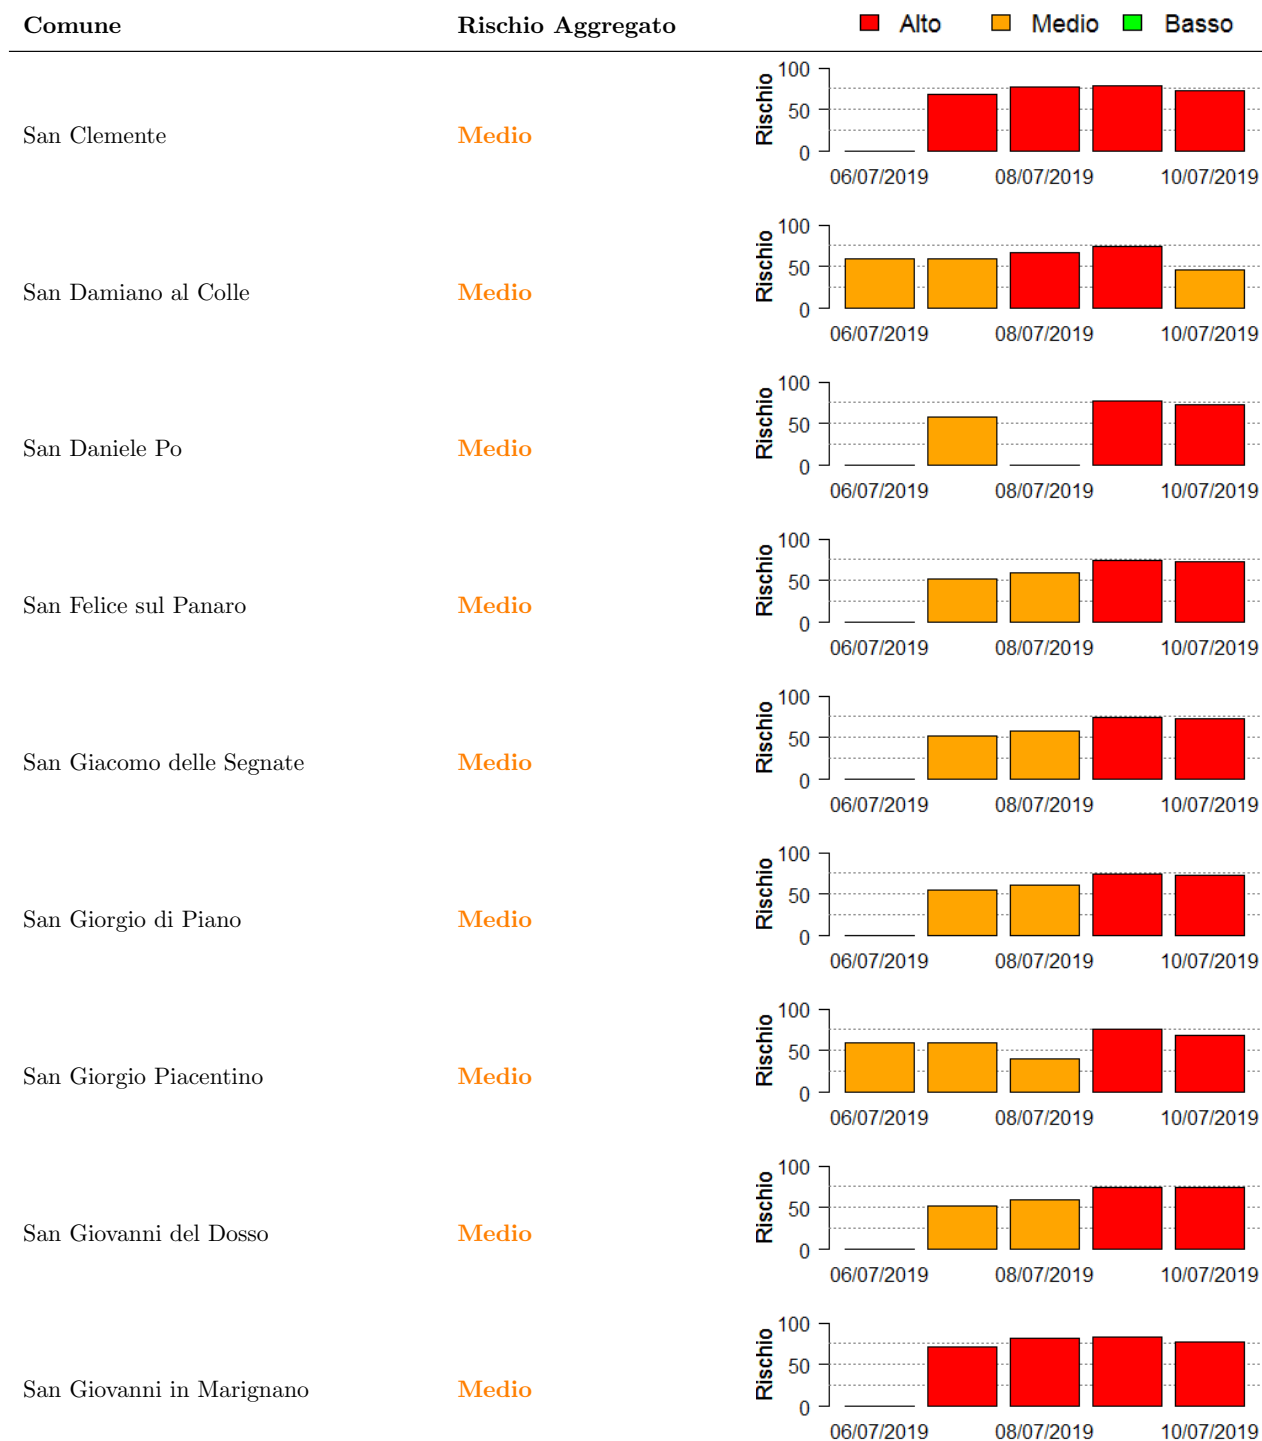 Comune Rischio Aggregato Alto Medio Basso
100
50
0
Rischio
San Clemente Medio
06/07/2019 08/07/2019 10/07/2019
100
50
0
Rischio
San Damiano al Colle Medio
06/07/2019 08/07/2019 10/07/2019
100
50
0
Rischio
San Daniele Po Medio
06/07/2019 08/07/2019 10/07/2019
100
50
0
Rischio
San Felice sul Panaro Medio
06/07/2019 08/07/2019 10/07/2019
100
50
0
Rischio
San Giacomo delle Segnate Medio
06/07/2019 08/07/2019 10/07/2019
100
50
0
Rischio
San Giorgio di Piano Medio
06/07/2019 08/07/2019 10/07/2019
100
50
0
Rischio
San Giorgio Piacentino Medio
06/07/2019 08/07/2019 10/07/2019
100
50
0
Rischio
San Giovanni del Dosso Medio
06/07/2019 08/07/2019 10/07/2019
100
50
0
Rischio
San Giovanni in Marignano Medio
06/07/2019 08/07/2019 10/07/2019